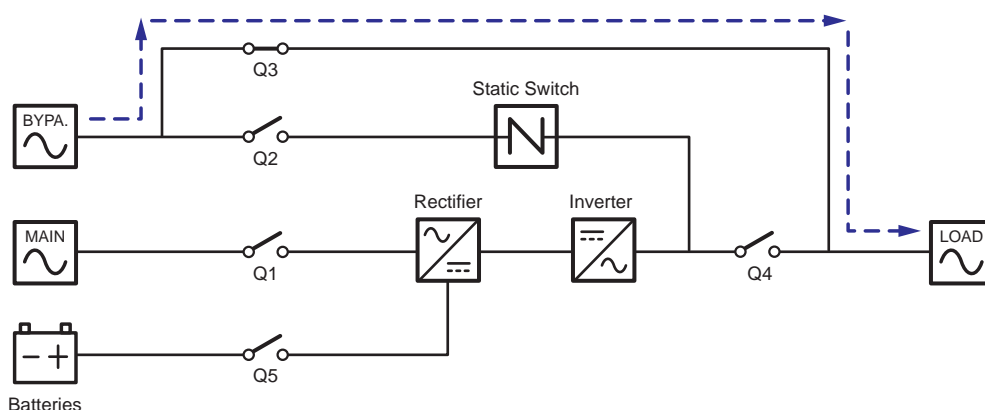 Q3
Static Switch
BYPA.
Q2
Rectifier
Inverter
MAIN
LOAD
Q1
Q4
Q5
Batteries